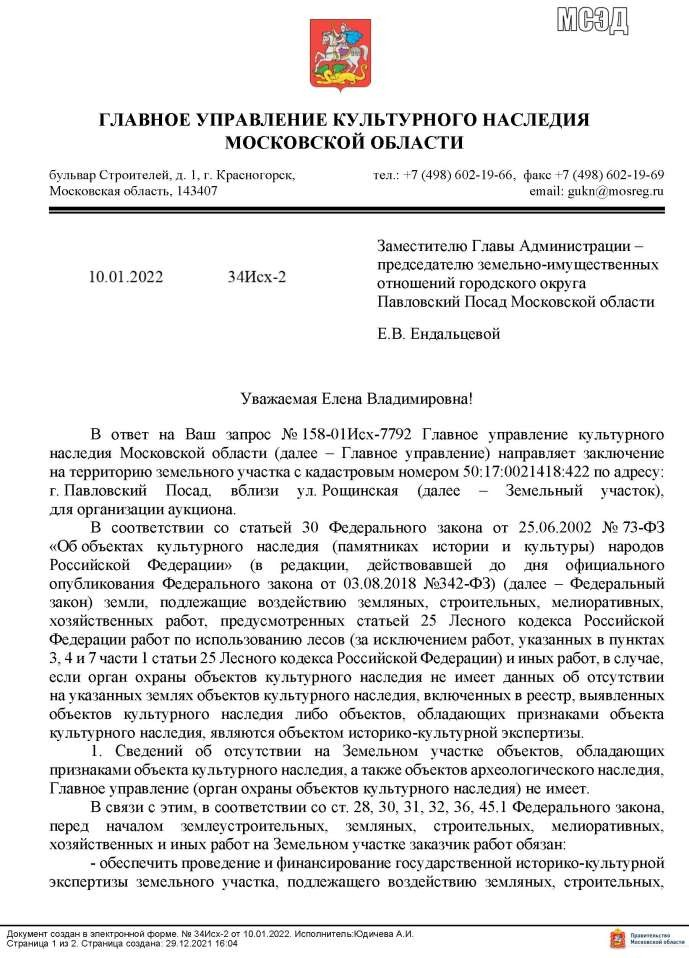 МСЭД
ГЛАВНОЕ УПРАВЛЕНИЕ КУЛЬТУРНОГО НАСЛЕДИЯ
МОСКОВСКОЙ ОБЛАСТИ
бульвар Строителей, д. 1, г. Красногорск, тел.: +7 (498) 602-19-66, факс +7 (498) 602-19-69
Московская область, 143407 email: gukn@mosreg.ru
10.01.2022 34Исх-2
Заместителю Главы Администрации –
председателю земельно-имущественных
отношений городского округа
Павловский Посад Московской области
Е.В. Ендальцевой
Уважаемая Елена Владимировна!
В ответ на Ваш запрос № 158-01Исх-7792 Главное управление культурного
наследия Московской области (далее – Главное управление) направляет заключение
на территорию земельного участка с кадастровым номером 50:17:0021418:422 по адресу:
г. Павловский Посад, вблизи ул. Рощинская (далее – Земельный участок),
для организации аукциона.
В соответствии со статьей 30 Федерального закона от 25.06.2002 № 73-ФЗ
«Об объектах культурного наследия (памятниках истории и культуры) народов
Российской Федерации» (в редакции, действовавшей до дня официального
опубликования Федерального закона от 03.08.2018 №342-ФЗ) (далее – Федеральный
закон) земли, подлежащие воздействию земляных, строительных, мелиоративных,
хозяйственных работ, предусмотренных статьей 25 Лесного кодекса Российской
Федерации работ по использованию лесов (за исключением работ, указанных в пунктах
3, 4 и 7 части 1 статьи 25 Лесного кодекса Российской Федерации) и иных работ, в случае,
если орган охраны объектов культурного наследия не имеет данных об отсутствии
на указанных землях объектов культурного наследия, включенных в реестр, выявленных
объектов культурного наследия либо объектов, обладающих признаками объекта
культурного наследия, являются объектом историко-культурной экспертизы.
1. Сведений об отсутствии на Земельном участке объектов, обладающих
признаками объекта культурного наследия, а также объектов археологического наследия,
Главное управление (орган охраны объектов культурного наследия) не имеет.
В связи с этим, в соответствии со ст. 28, 30, 31, 32, 36, 45.1 Федерального закона,
перед началом землеустроительных, земляных, строительных, мелиоративных,
хозяйственных и иных работ на Земельном участке заказчик работ обязан:
- обеспечить проведение и финансирование государственной историко-культурной
экспертизы земельного участка, подлежащего воздействию земляных, строительных,
Документ создан в электронной форме. № 34Исх-2 от 10.01.2022. Исполнитель:Юдичева А.И.
Страница 1 из 2. Страница создана: 29.12.2021 16:04
Правительство
Московской области